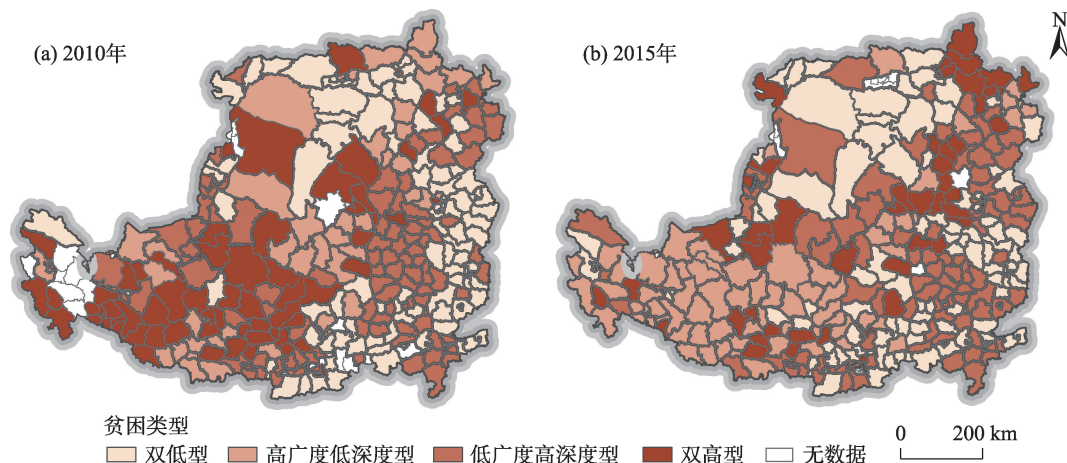 (a) 2010年
(b) 2015年
N
贫困类型
双低型 高广度低深度型 低广度高深度型 双高型 无数据
0 200 km